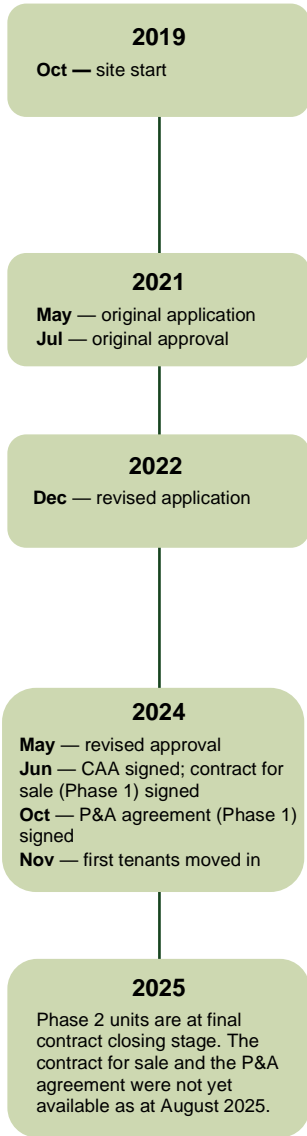 2019
Oct — site start
2021
May — original application
Jul — original approval
2022
Dec — revised application
2024
May — revised approval
Jun — CAA signed; contract for
sale (Phase 1) signed
Oct — P&A agreement (Phase 1)
signed
Nov — first tenants moved in
2025
Phase 2 units are at final
contract closing stage. The
contract for sale and the P&A
agreement were not yet
available as at August 2025.